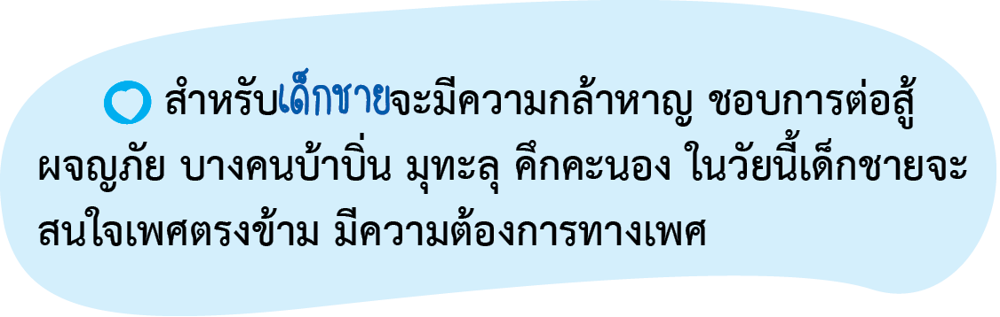 สำหรับเด็กชายจะมีความกล้าหาญ ชอบการต่อสู้
ผจญภัย บางคนบ้าบิ่น มุทะลุ คึกคะนอง ในวัยนี้เด็กชายจะ
สนใจเพศตรงข้าม มีความต้องการทางเพศ